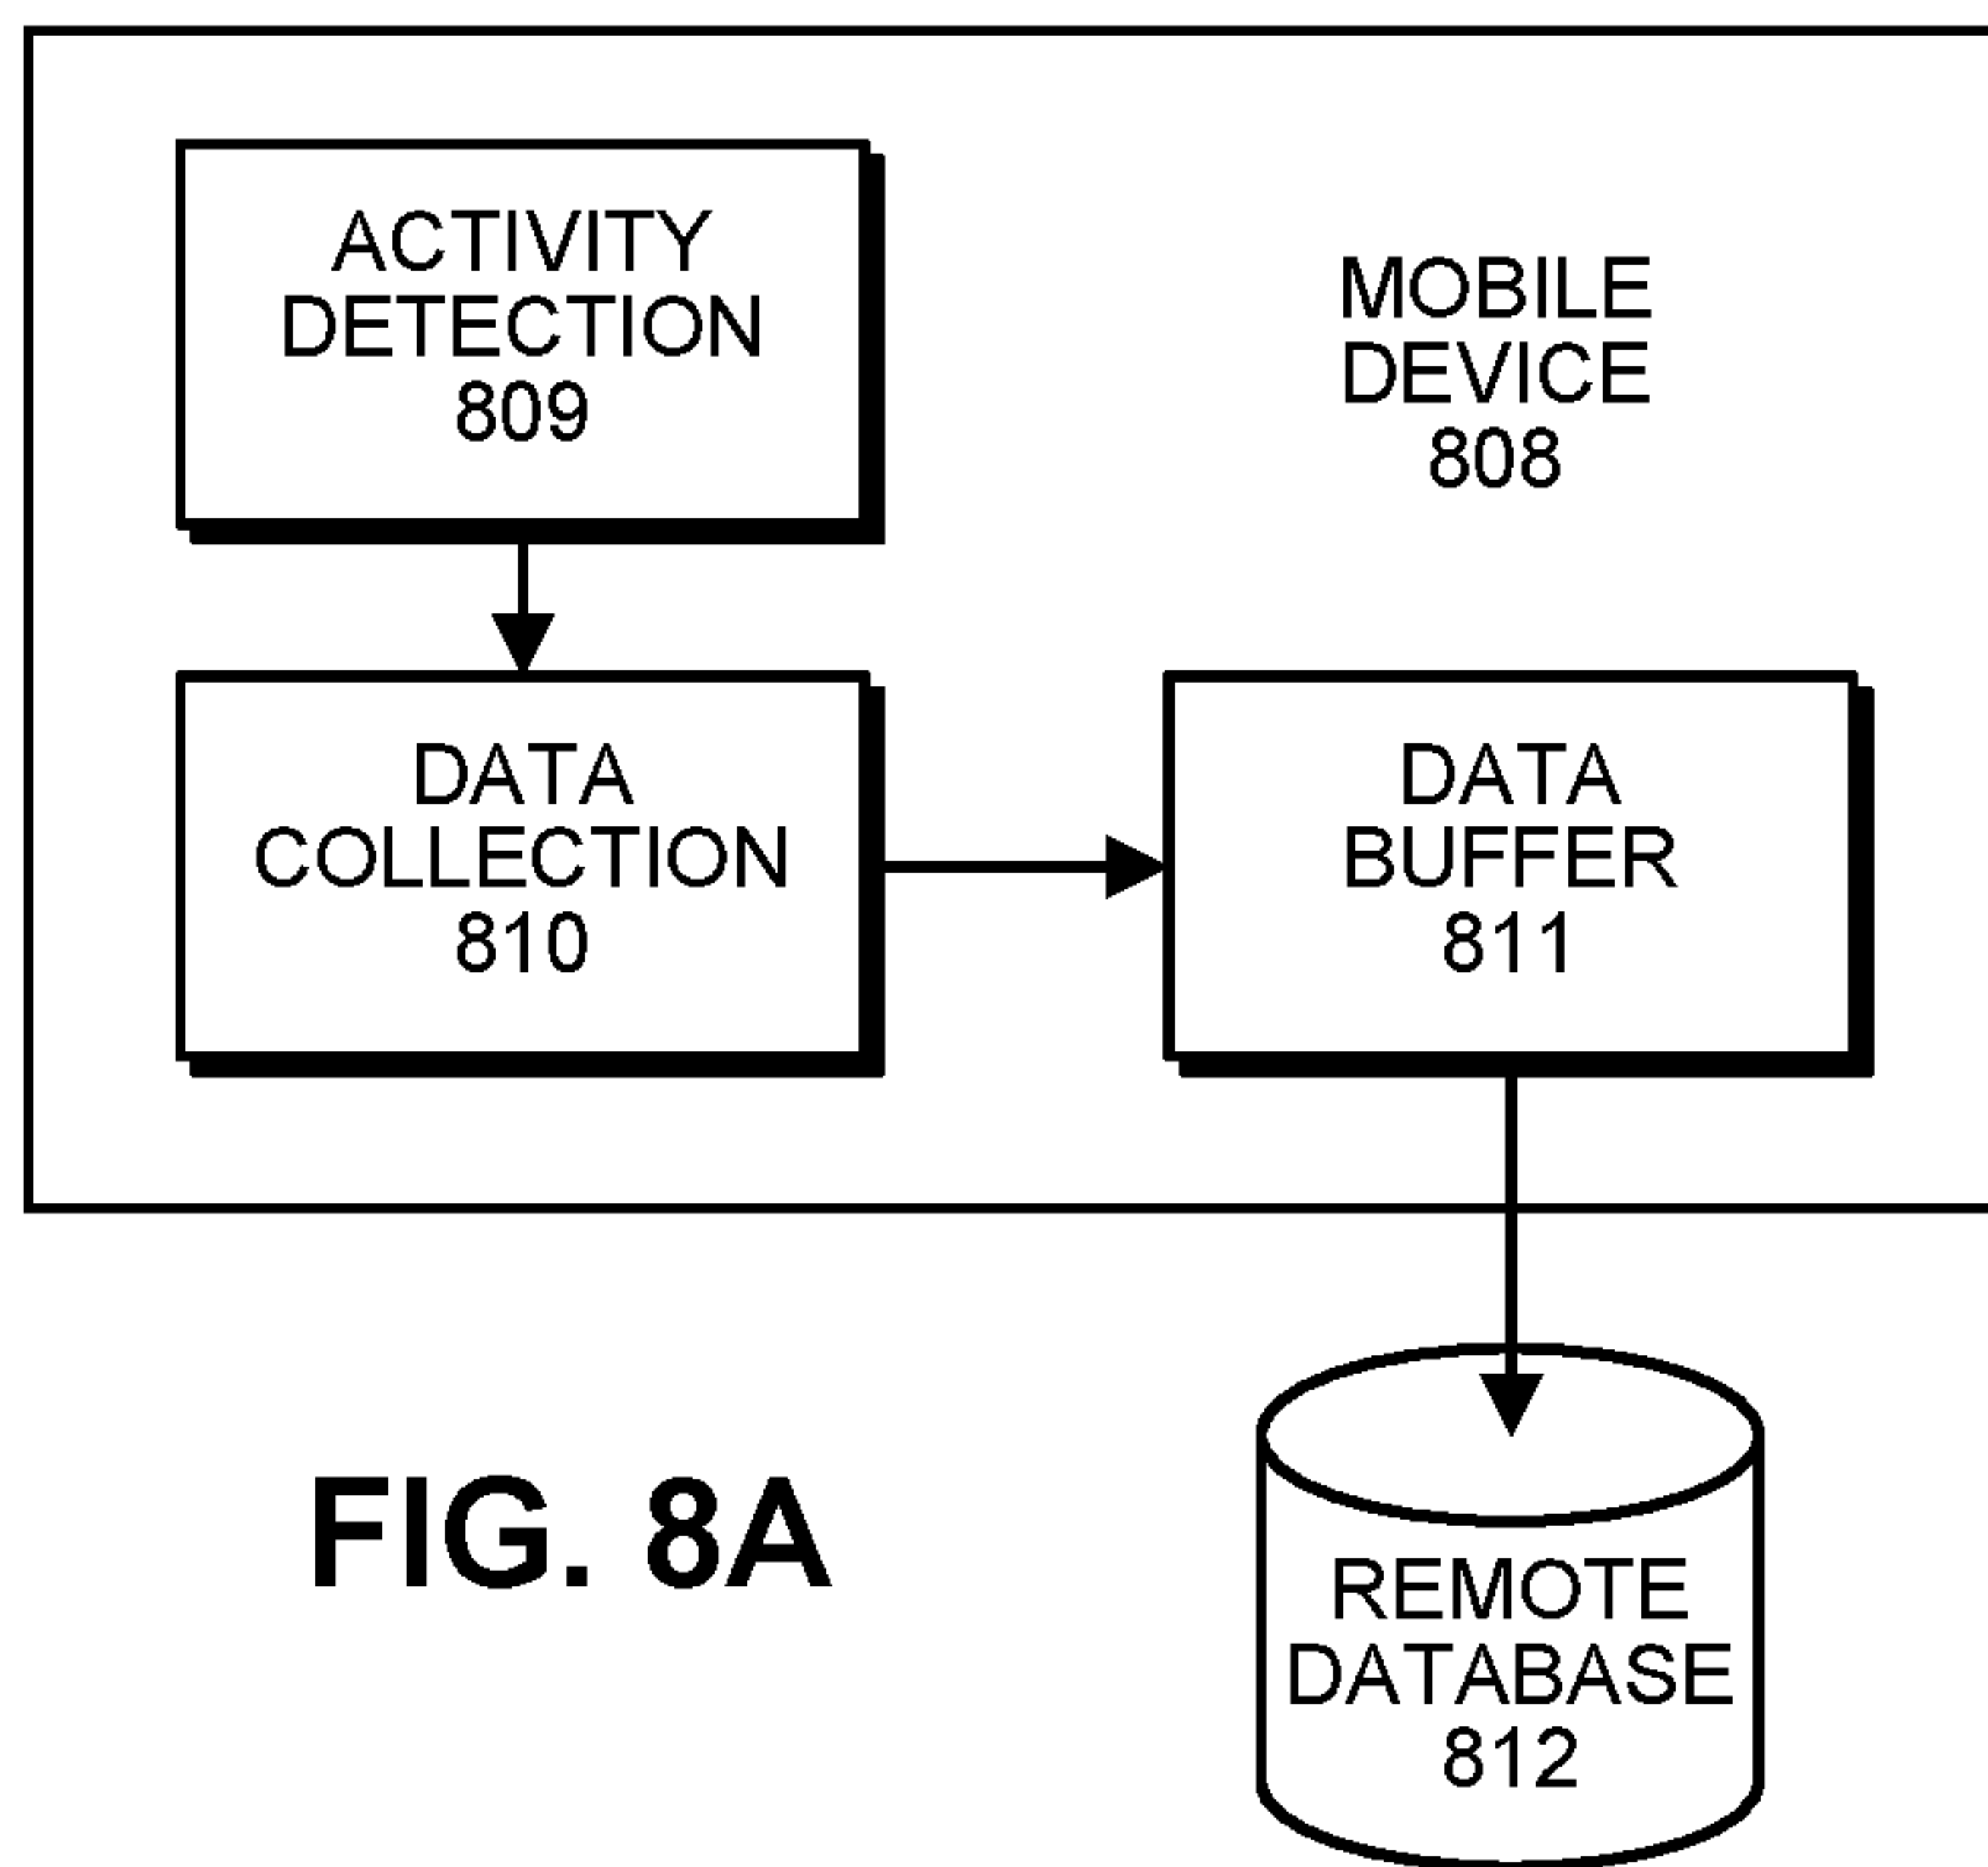 ACTIVITY
DETECTION
809
MOBILE
DEVICE
808
DATA
COLLECTION
810
DATA
BUFFER
811
FIG. 8A
REMOTE
DATABASE
812